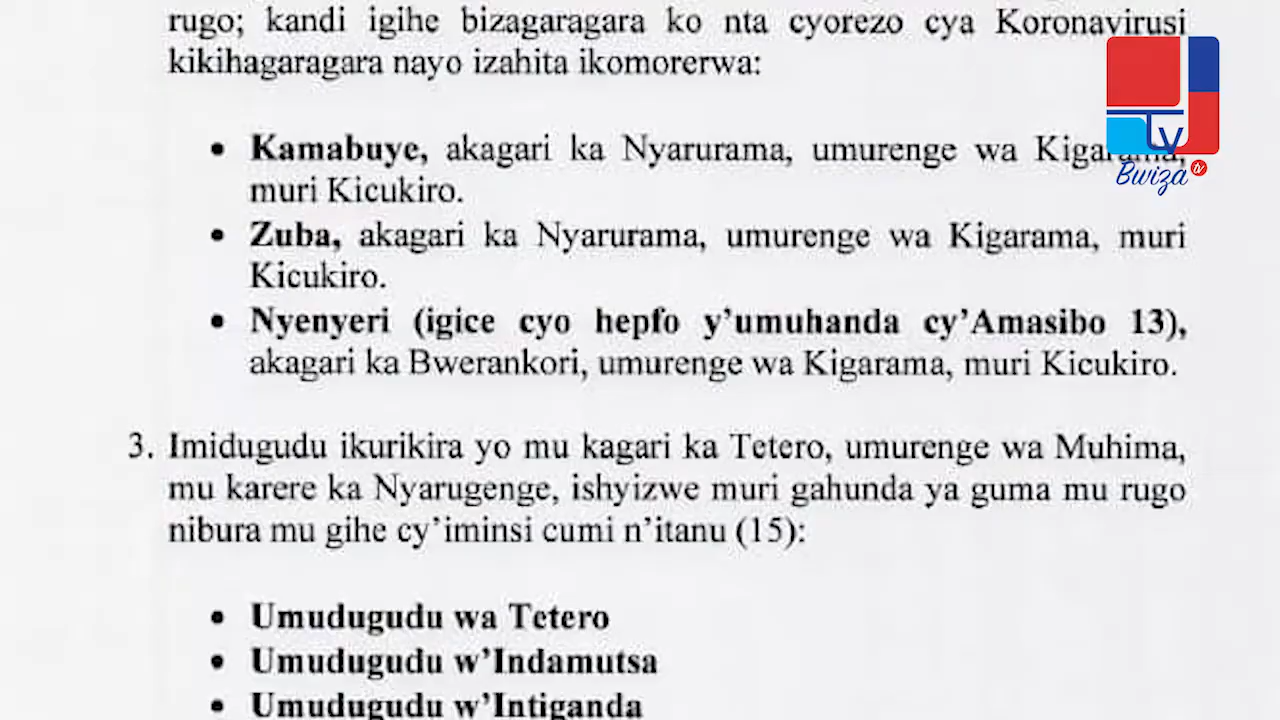 rugo; kandi igihe bizagaragara ko nta cyorezo cya Koronavirusi
kikihagaragara nayo izahita ikomorerwa:
• Kamabuye, akagari ka Nyarurama, umurenge wa Kigarama,
muri Kicukiro.
• Zuba, akagari ka Nyarurama, umurenge wa Kigarama, muri
Kicukiro.
• Nyenyeri (igice cyo hepfo y’umuhanda cy’Amasibo 13),
akagari ka Bwerankori, umurenge wa Kigarama, muri Kicukiro.
3. Imidugudu ikurikira yo mu kagari ka Tetero, umurenge wa Muhima,
mu karere ka Nyarugenge, ishyizwe muri gahunda ya guma mu rugo
nibura mu gihe cy’iminsi cumi n’itanu (15):
• Umudugudu wa Tetero
• Umudugudu w’Indamutsa
• Umudugudu w’Intiganda
tv
Bwiza tv